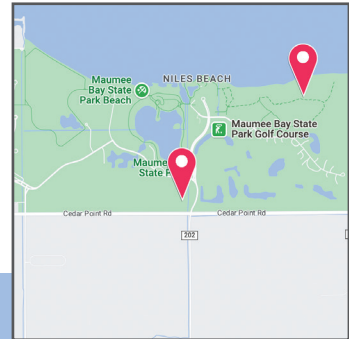 Maumee
Bay State
Park Beach
NILES BEACH
Maumee Bay State
Park Golf Course
Maumee
State
Cedar Point Rd
Cedar Point Rd
202